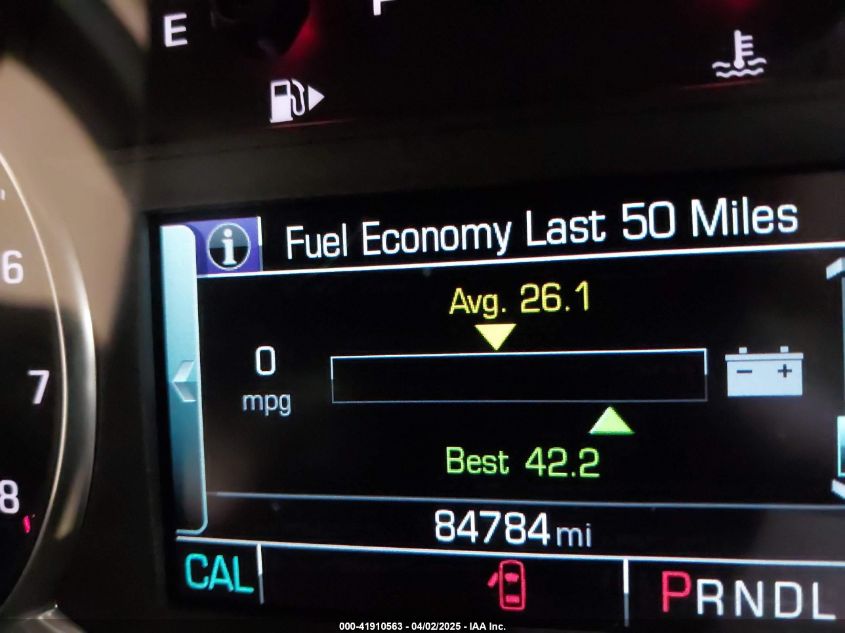 E
6
7
8
Fuel Economy Last 50 Miles
Avg. 26.1
0
mpg
- +
Best 42.2
84784 mi
CAL
PRNDL
000-41910563 - 04/02/2025 - IAA Inc.